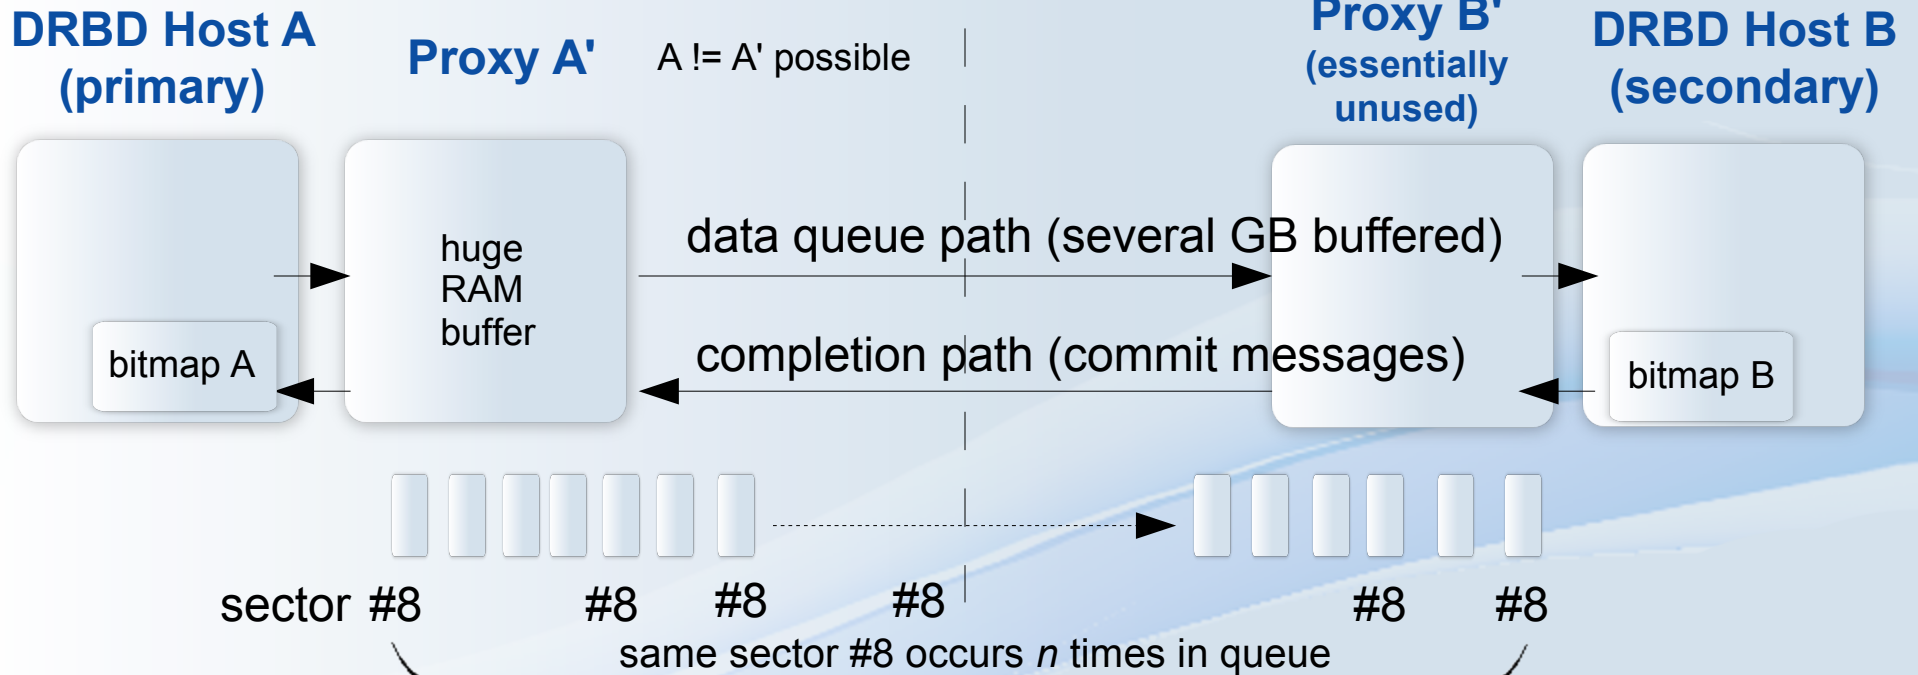 DRBD Host A
(primary)
Proxy A'
A != A' possible
Proxy B'
(essentially
unused)
DRBD Host B
(secondary)
huge
RAM
buffer
data queue path (several GB buffered)
completion path (commit messages)
bitmap A
bitmap B
sector #8 #8 #8 #8 #8 #8
same sector #8 occurs n times in queue